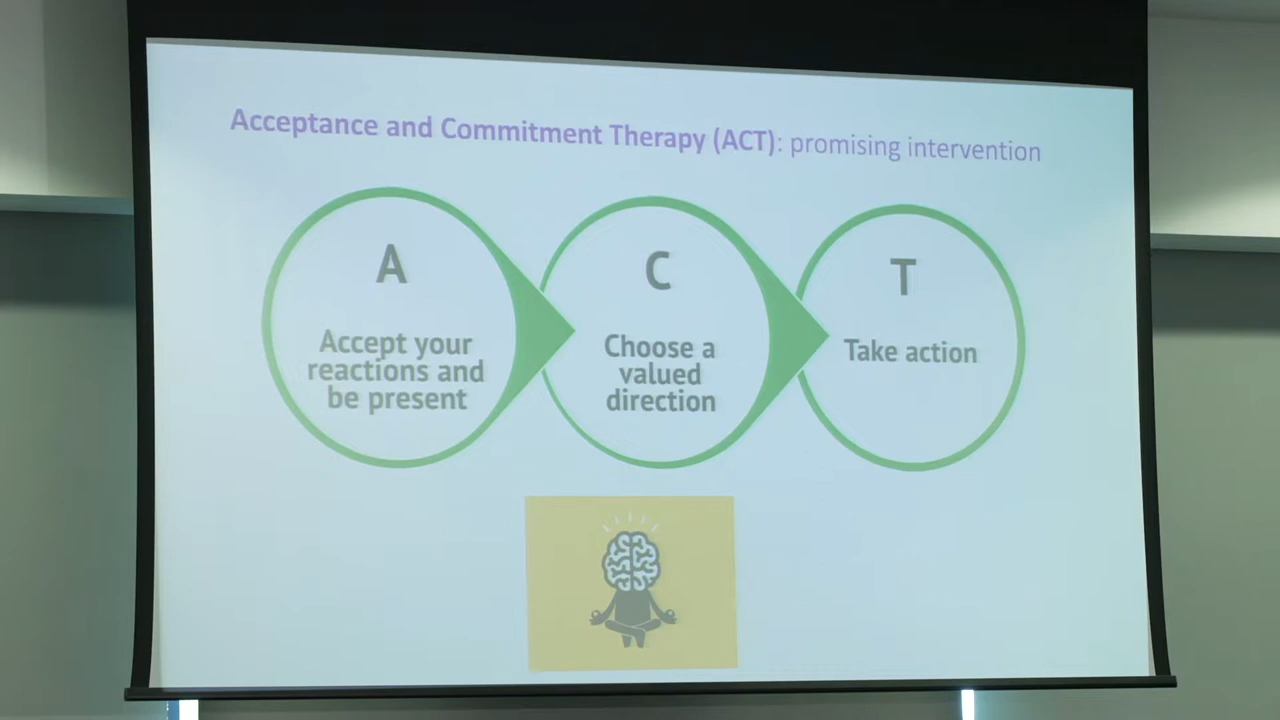 Acceptance and Commitment Therapy (ACT): promising intervention
A
Accept your
reactions and
be present
C
Choose a
valued
direction
T
Take action